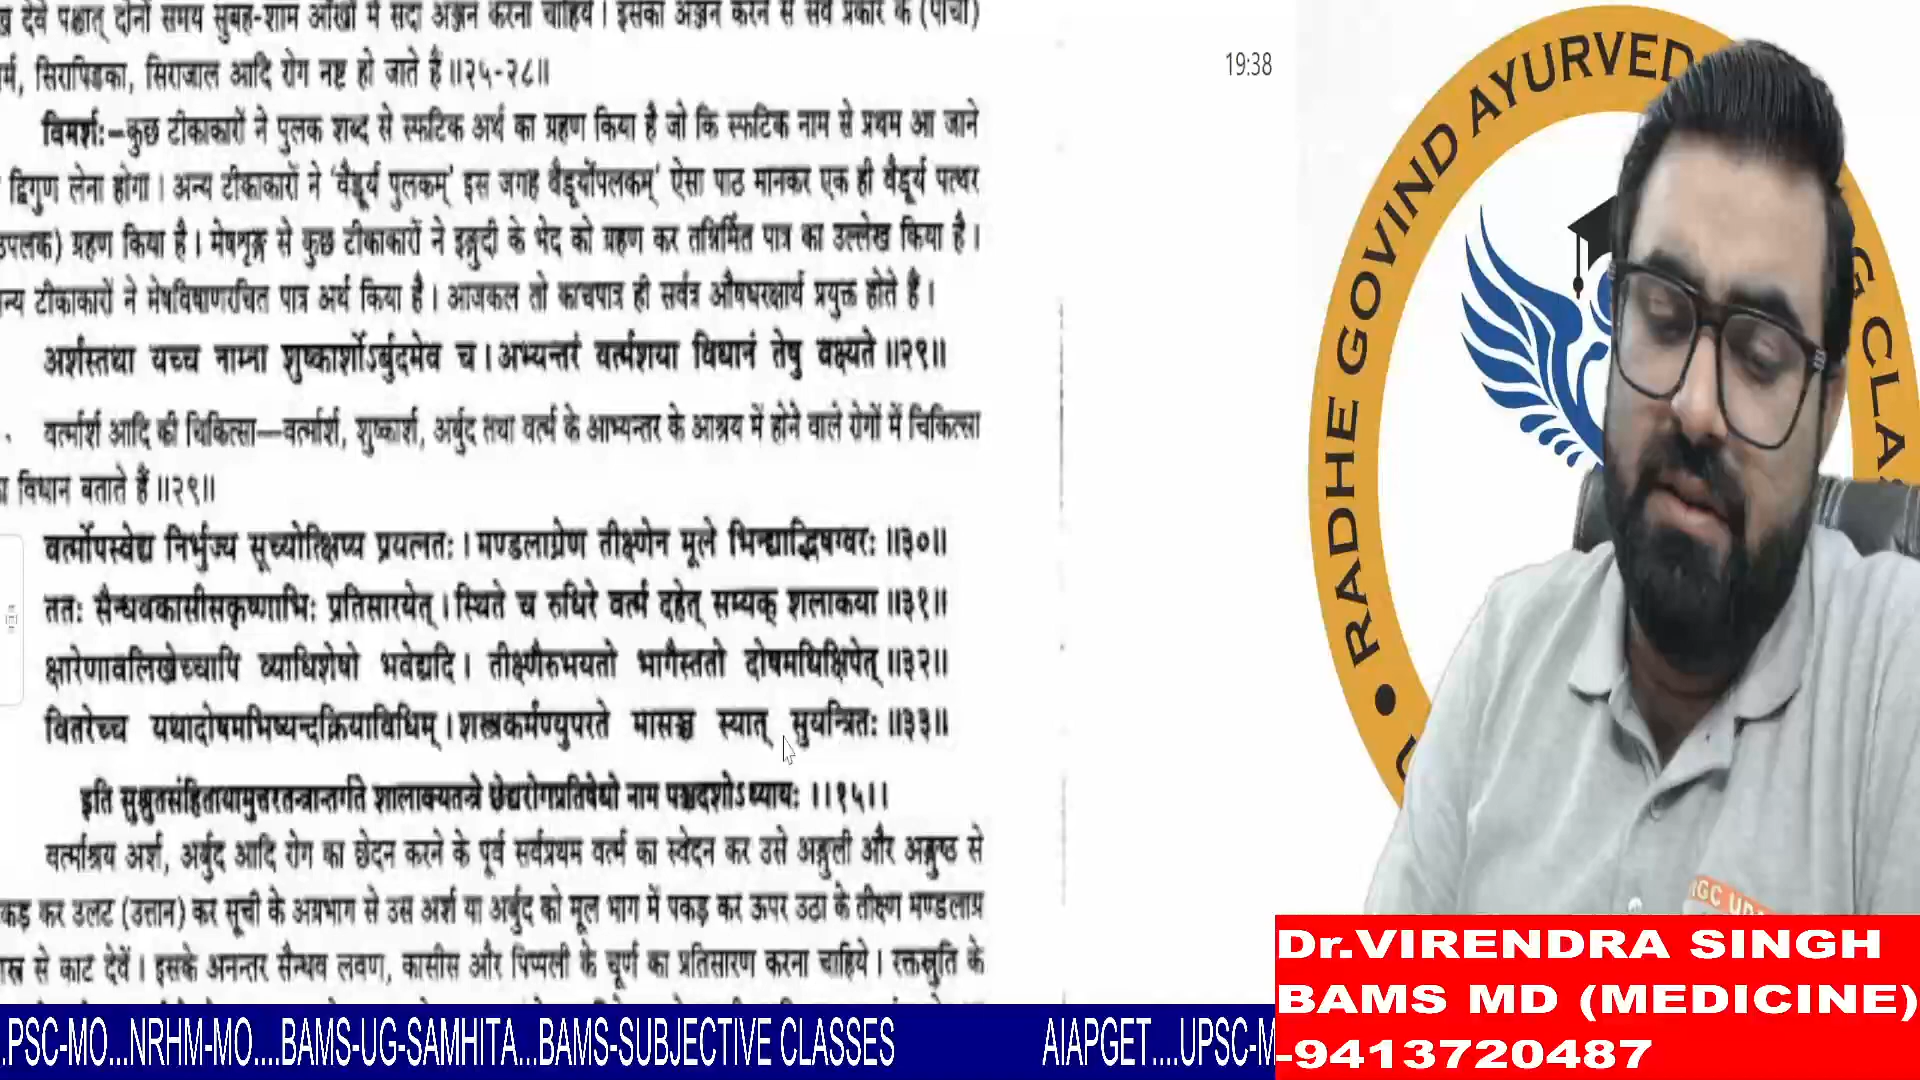 देवे पश्चात् दोनों समय सुबह-शाम आँखों में सदा अञ्जन करना चाहिये। इसका अञ्जन करने से सर्व प्रकार के (पाँचों)
र्म, सिरापिडका, सिराजाल आदि रोग नष्ट हो जाते हैं॥२५-२८॥
विमर्शः—कुछ टीकाकारों ने पुलक शब्द से स्फटिक अर्थ का ग्रहण किया है जो कि स्फटिक नाम से प्रथम आ जाने
द्विगुण लेना होगा। अन्य टीकाकारों ने 'वैडूर्य पुलकम्' इस जगह वैडूर्योपलकम्' ऐसा पाठ मानकर एक ही वैडूर्य पत्थर
उपलक) ग्रहण किया है। मेषशृङ्ग से कुछ टीकाकारों ने इङ्गुदी के भेद को ग्रहण कर तन्निर्मित पात्र का उल्लेख किया है।
न्य टीकाकारों ने मेषविषाणरचित पात्र अर्थ किया है। आजकल तो काचपात्र ही सर्वत्र औषधरक्षार्थ प्रयुक्त होते हैं।
अर्शस्तथा यच्च नाम्ना शुष्कार्शोऽर्बुदमेव च। अभ्यन्तरं वर्त्मशया विधानं तेषु वक्ष्यते॥२९॥
वर्त्मार्श आदि की चिकित्सा—वर्त्मार्श, शुष्कार्श, अर्बुद तथा वर्त्म के आभ्यन्तर के आश्रय में होने वाले रोगों में चिकित्सा
ा विधान बताते हैं॥२९॥
वर्त्मोपस्वेद्य निर्भुज्य सूच्योत्क्षिप्य प्रयत्नतः। मण्डलाग्रेण तीक्ष्णेन मूले भिन्द्याद्भिषग्वरः॥३०॥
ततः सैन्धवकासीसकृष्णाभिः प्रतिसारयेत्। स्थिते च रुधिरे वर्त्म दहेत् सम्यक् शलाकया॥३१॥
क्षारेणावलिखेच्चापि व्याधिशेषो भवेद्यदि। तीक्ष्णैरुभयतो भागैस्ततो दोषमधिक्षिपेत्॥३२॥
वितरेच्च यथादोषमभिष्यन्दक्रियाविधिम्। शस्त्रकर्मण्युपरते मासञ्च स्यात् सुयन्त्रितः॥३३॥
इति सुश्रुतसंहितायामुत्तरतन्त्रान्तर्गते शालाक्यतन्त्रे छेद्यरोगप्रतिषेधो नाम पञ्चदशोऽध्यायः॥१५॥
वर्त्माश्रय अर्श, अर्बुद आदि रोग का छेदन करने के पूर्व सर्वप्रथम वर्त्म का स्वेदन कर उसे अङ्गुली और अङ्गुष्ठ से
कड़ कर उलट (उत्तान) कर सूची के अग्रभाग से उस अर्श या अर्बुद को मूल भाग में पकड़ कर ऊपर उठा के तीक्ष्ण मण्डलाग्र
स्त्र से काट देवें। इसके अनन्तर सैन्धव लवण, कासीस और पिप्पली के चूर्ण का प्रतिसारण करना चाहिये। रक्तस्रुति के
19:38
RADHE GOVIND AYURVED
G CLA
GC UD
Dr.VIRENDRA SINGH
BAMS MD (MEDICINE)
-9413720487
.PSC-MO...NRHM-MO....BAMS-UG-SAMHITA...BAMS-SUBJECTIVE CLASSES AIAPGET....UPSC-M